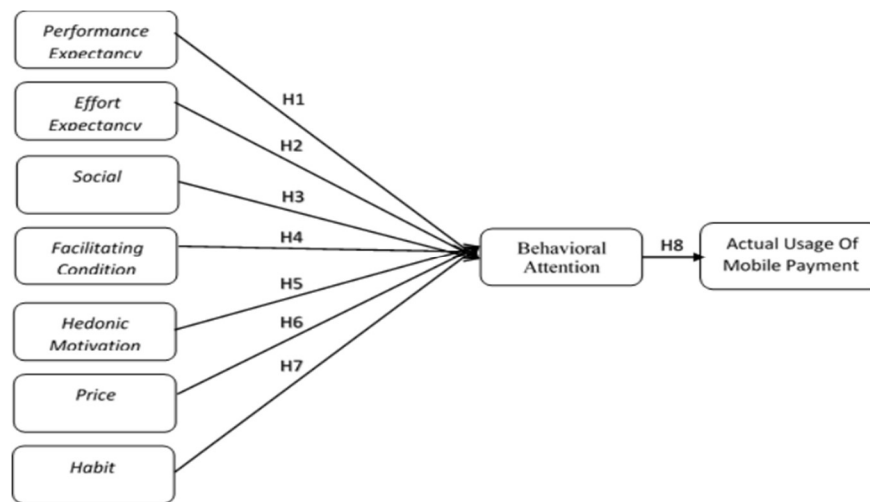 Performance
Expectancy
H1
Effort
Expectancy
H2
Social
H3
Facilitating
Condition
H4
Behavioral
Attention
H8
Actual Usage Of
Mobile Payment
H5
Hedonic
Motivation
H6
Price
H7
Habit